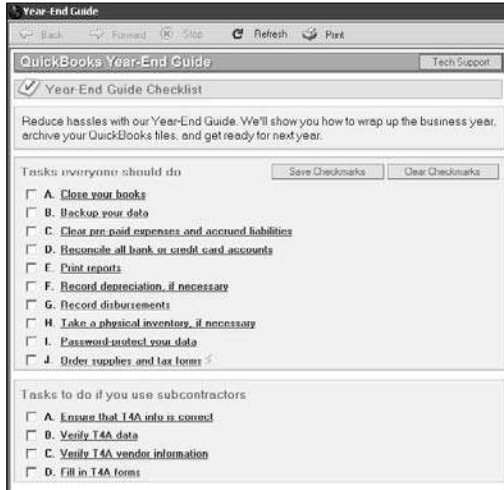 Year-End Guide
Back Forward Stop Refresh Print
QuickBooks Year-End Guide Tech Support
Year-End Guide Checklist
Reduce hassles with our Year-End Guide. We'll show you how to wrap up the business year,
archive your QuickBooks files, and get ready for next year.
Tasks everyone should do Save Checkmarks Clear Checkmarks
A. Close your books
B. Backup your data
C. Clear pre-paid expenses and accrued liabilities
D. Reconcile all bank or credit card accounts
E. Print reports
F. Record depreciation, if necessary
G. Record disbursements
H. Take a physical inventory, if necessary
I. Password-protect your data
J. Order supplies and tax forms
Tasks to do if you use subcontractors
A. Ensure that T4A info is correct
B. Verify T4A data
C. Verify T4A vendor information
D. Fill in T4A forms